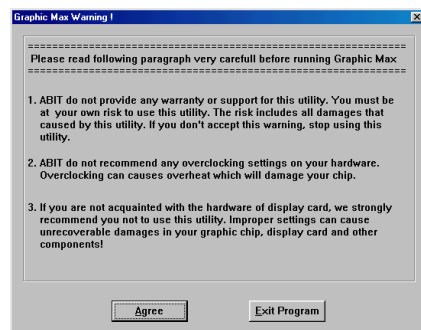 Graphic Max Warning !
======================================================
Please read following paragraph very carefull before running Graphic Max
======================================================
1. ABIT do not provide any warranty or support for this utility. You must be
at your own risk to use this utility. The risk includes all damages that
caused by this utility. If you don't accept this warning, stop using this
utility.
2. ABIT do not recommend any overclocking settings on your hardware.
Overclocking can causes overheat which will damage your chip.
3. If you are not acquainted with the hardware of display card, we strongly
recommend you not to use this utility. Improper settings can cause
unrecoverable damages in your graphic chip, display card and other
components!
Agree
Exit Program